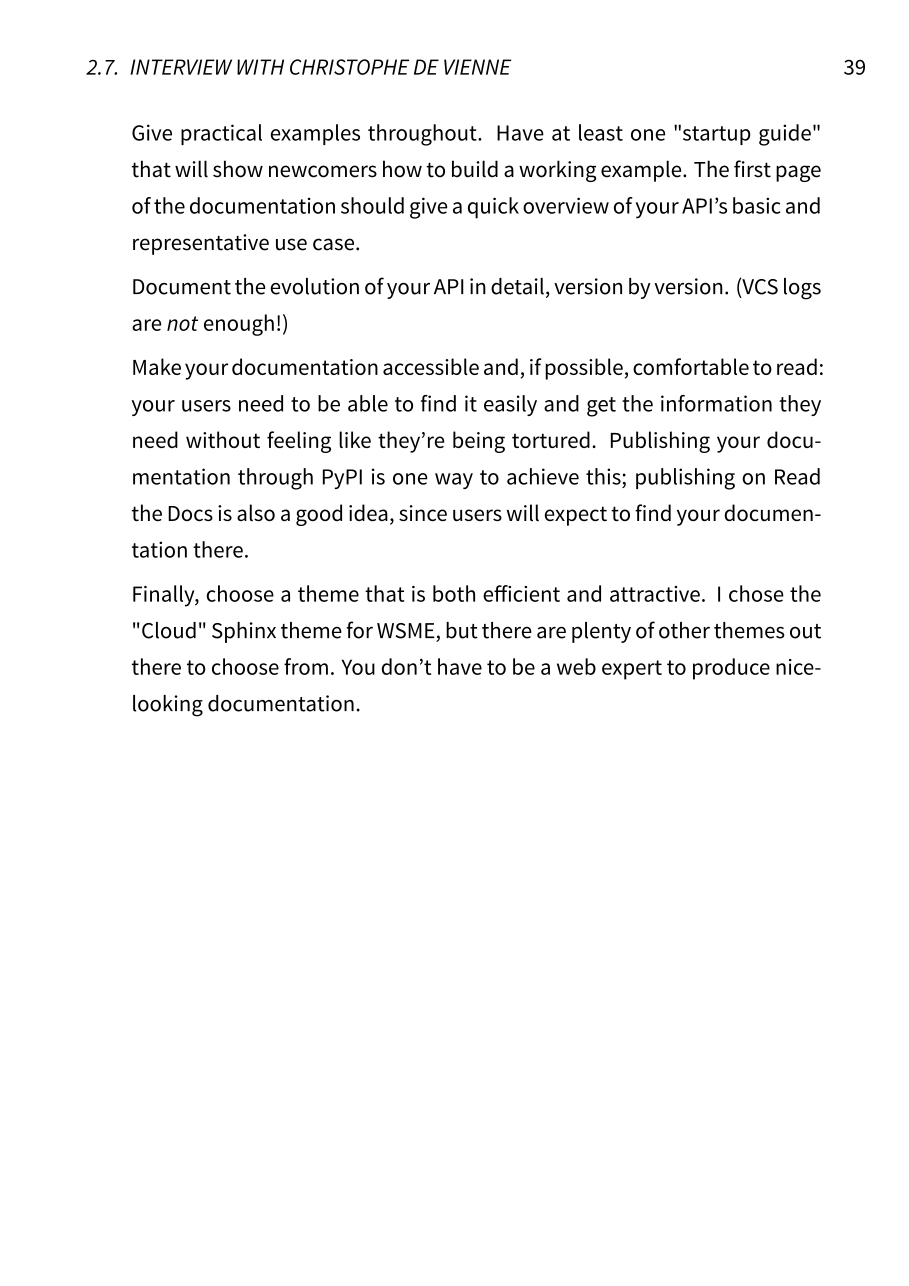 2.7. INTERVIEW WITH CHRISTOPHE DE VIENNE 39
Give practical examples throughout. Have at least one "startup guide"
that will show newcomers how to build a working example. The first page
of the documentation should give a quick overview of your API’s basic and
representative use case.
Document the evolution of your API in detail, version by version. (VCS logs
are not enough!)
Make your documentation accessible and, if possible, comfortable to read:
your users need to be able to find it easily and get the information they
need without feeling like they’re being tortured. Publishing your docu-
mentation through PyPI is one way to achieve this; publishing on Read
the Docs is also a good idea, since users will expect to find your documen-
tation there.
Finally, choose a theme that is both efficient and attractive. I chose the
"Cloud" Sphinx theme for WSME, but there are plenty of other themes out
there to choose from. You don’t have to be a web expert to produce nice-
looking documentation.